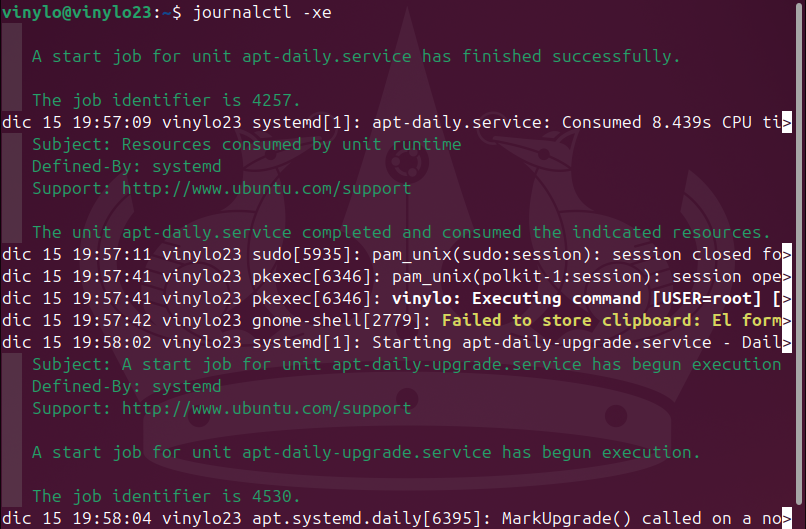 vinylo@vinylo23:~$ journalctl -xe
A start job for unit apt-daily.service has finished successfully.
The job identifier is 4257.
dic 15 19:57:09 vinylo23 systemd[1]: apt-daily.service: Consumed 8.439s CPU ti>
Subject: Resources consumed by unit runtime
Defined-By: systemd
Support: http://www.ubuntu.com/support
The unit apt-daily.service completed and consumed the indicated resources.
dic 15 19:57:11 vinylo23 sudo[5935]: pam_unix(sudo:session): session closed fo>
dic 15 19:57:41 vinylo23 pkexec[6346]: pam_unix(polkit-1:session): session ope>
dic 15 19:57:41 vinylo23 pkexec[6346]: vinylo: Executing command [USER=root] [>
dic 15 19:57:42 vinylo23 gnome-shell[2779]: Failed to store clipboard: El form>
dic 15 19:58:02 vinylo23 systemd[1]: Starting apt-daily-upgrade.service - Dail>
Subject: A start job for unit apt-daily-upgrade.service has begun execution
Defined-By: systemd
Support: http://www.ubuntu.com/support
A start job for unit apt-daily-upgrade.service has begun execution.
The job identifier is 4530.
dic 15 19:58:04 vinylo23 apt.systemd.daily[6395]: MarkUpgrade() called on a no>